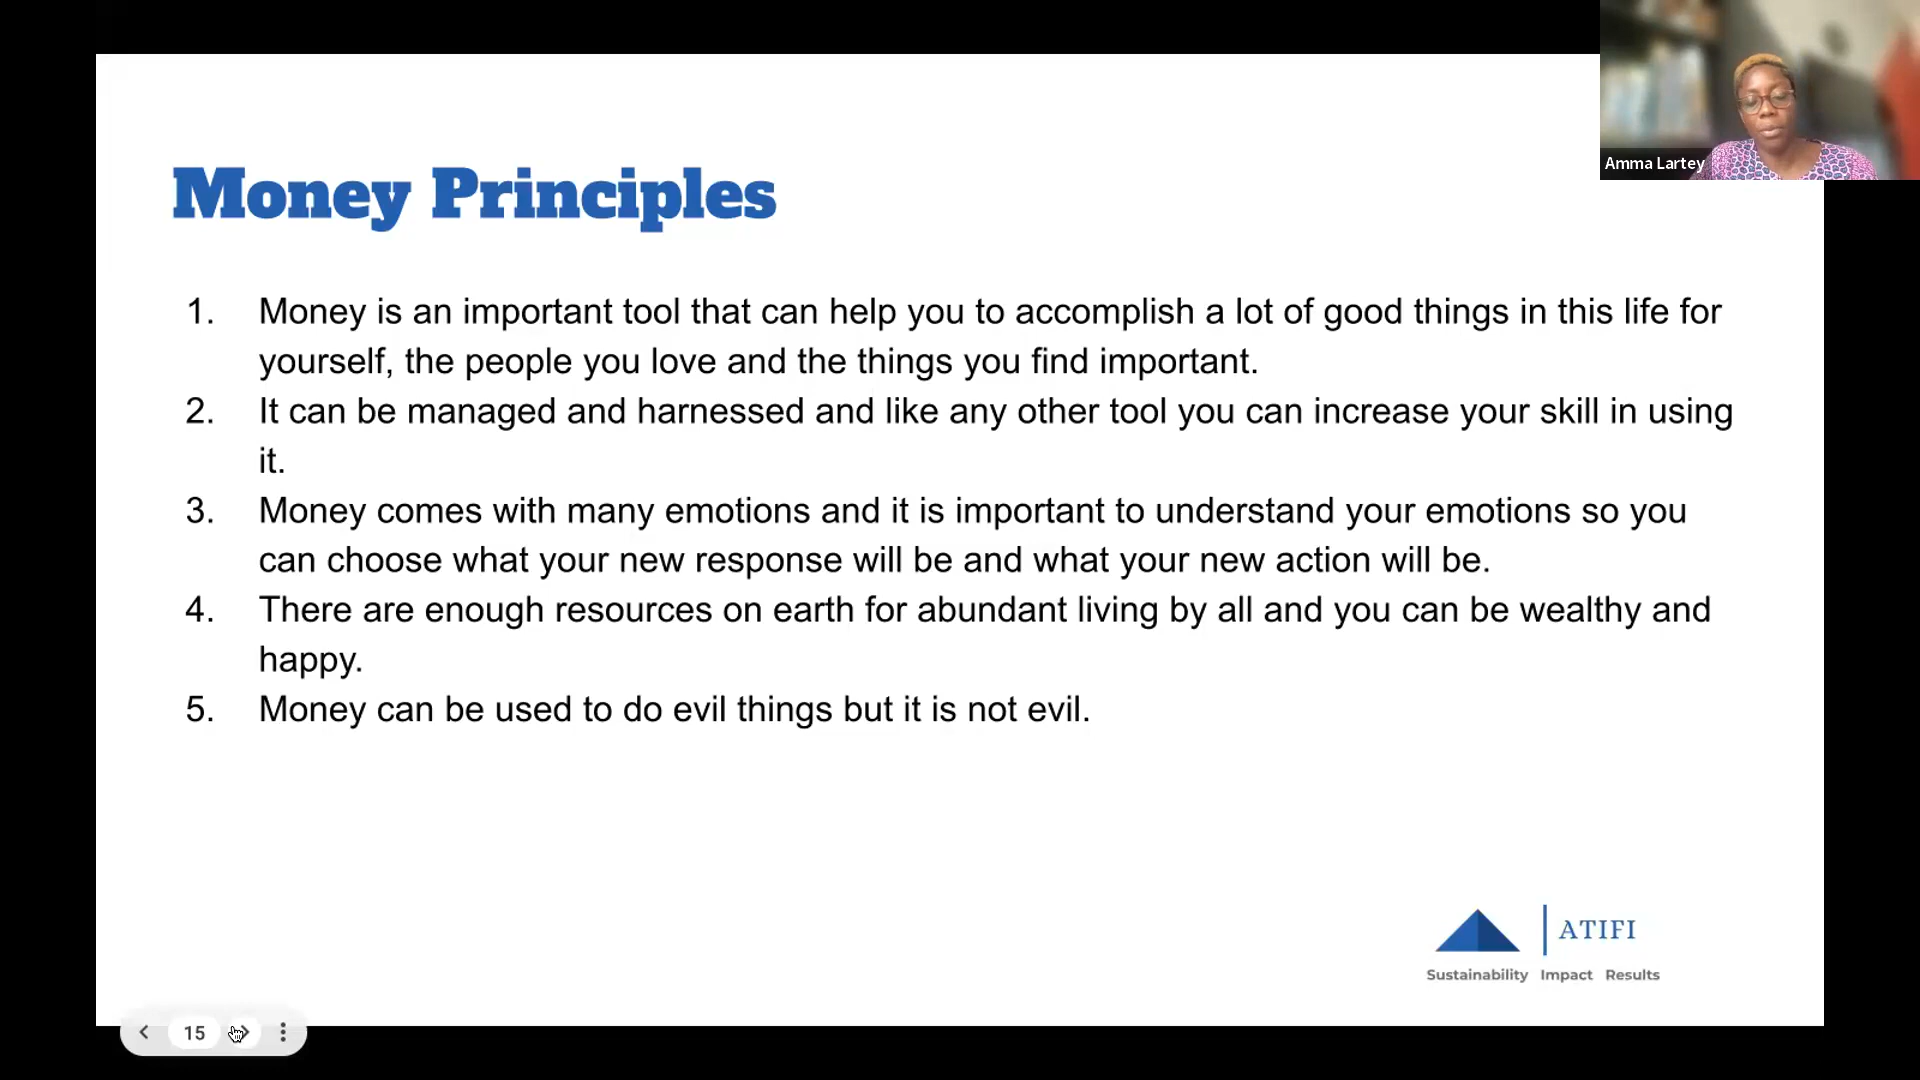 Amma Lartey
Money Principles
1. Money is an important tool that can help you to accomplish a lot of good things in this life for
yourself, the people you love and the things you find important.
2. It can be managed and harnessed and like any other tool you can increase your skill in using
it.
3. Money comes with many emotions and it is important to understand your emotions so you
can choose what your new response will be and what your new action will be.
4. There are enough resources on earth for abundant living by all and you can be wealthy and
happy.
5. Money can be used to do evil things but it is not evil.
ATIFI
Sustainability Impact Results
15